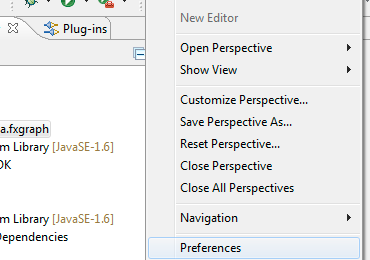 Plug-ins
a.fxgraph
m Library [JavaSE-1.6]
OK
m Library [JavaSE-1.6]
Dependencies
New Editor
Open Perspective
Show View
Customize Perspective...
Save Perspective As...
Reset Perspective...
Close Perspective
Close All Perspectives
Navigation
Preferences